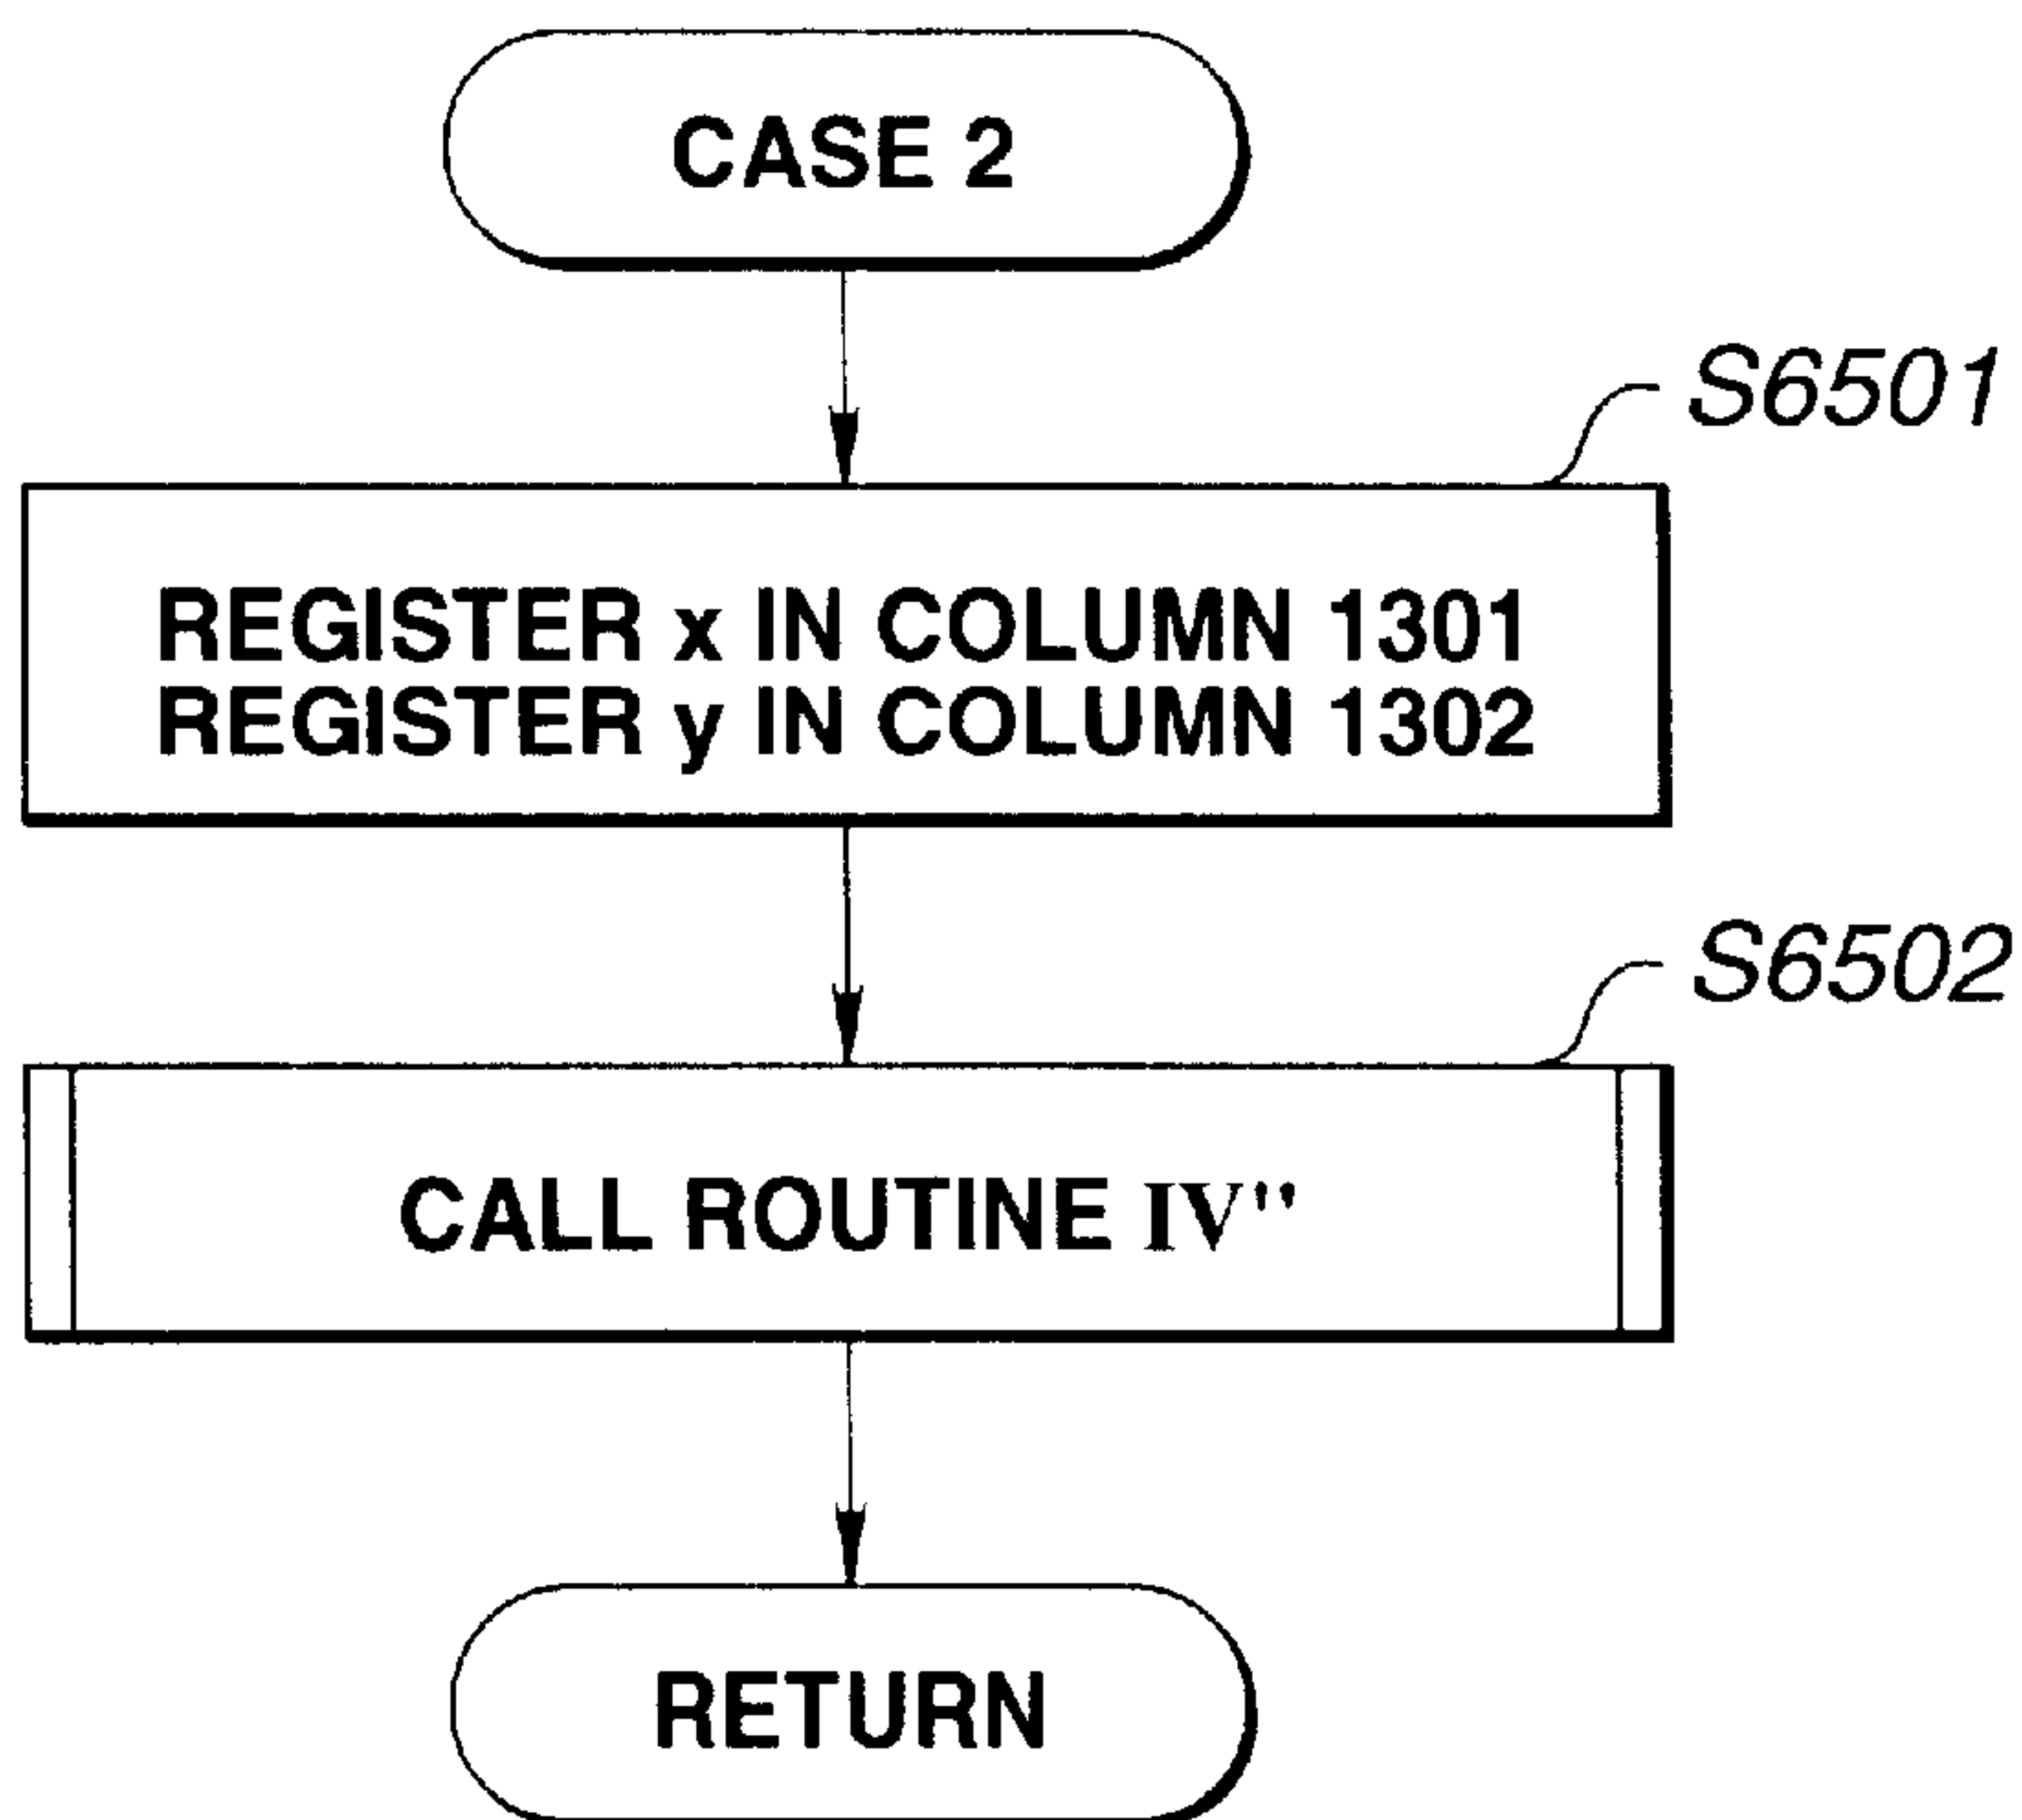 CASE 2
S6501
REGISTER x IN COLUMN 1301
REGISTER y IN COLUMN 1302
S6502
CALL ROUTINE IV''
RETURN